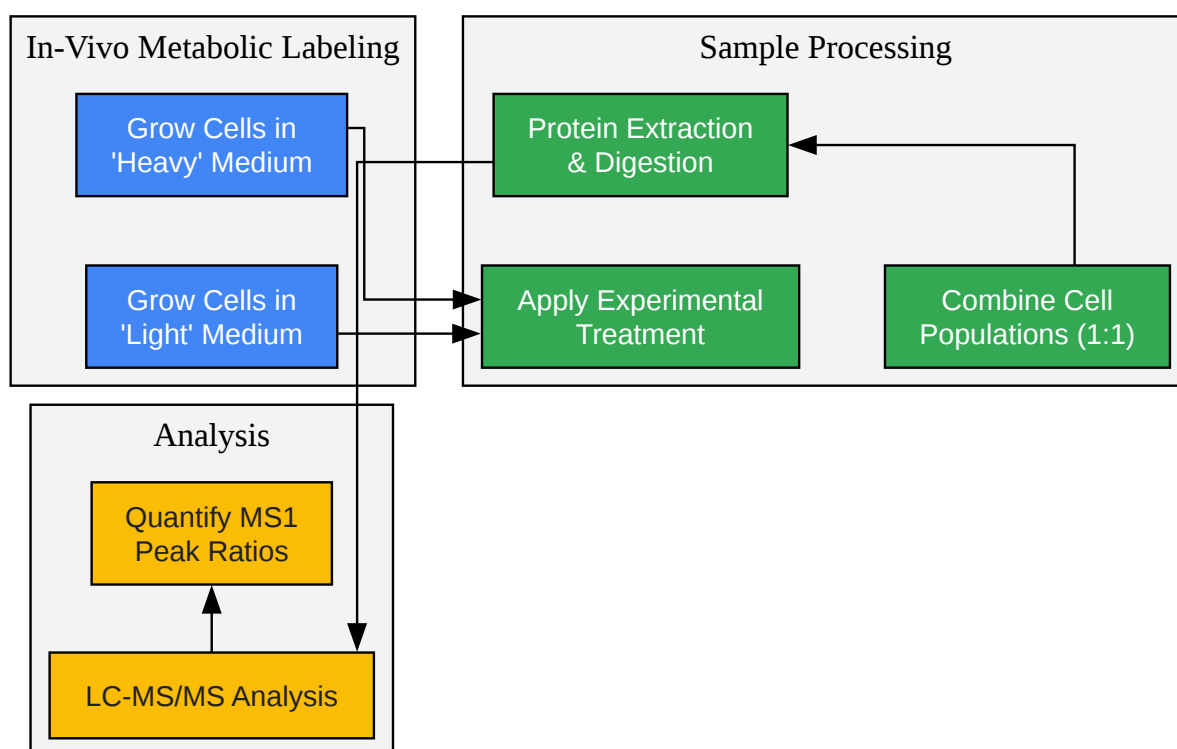 In-Vivo Metabolic Labeling
Grow Cells in
'Heavy' Medium
Grow Cells in
'Light' Medium
Sample Processing
Protein Extraction
& Digestion
Apply Experimental
Treatment
Combine Cell
Populations (1:1)
Analysis
Quantify MS1
Peak Ratios
LC-MS/MS Analysis